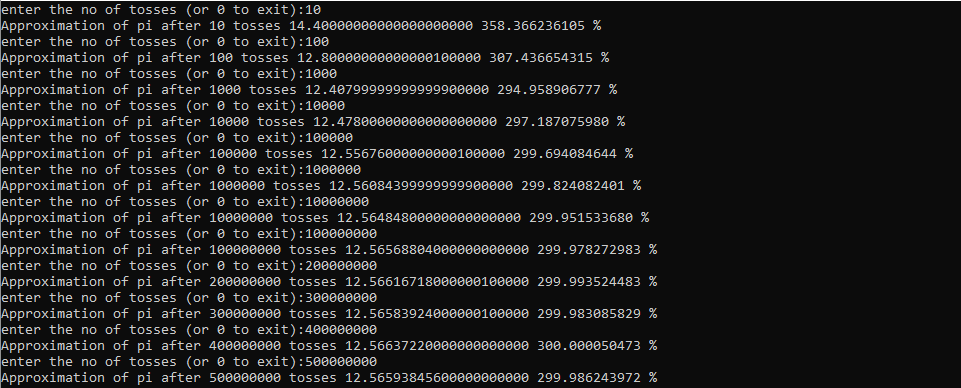 enter the no of tosses (or 0 to exit):10
Approximation of pi after 10 tosses 14.40000000000000000000 358.366236105 %
enter the no of tosses (or 0 to exit):100
Approximation of pi after 100 tosses 12.80000000000000100000 307.436654315 %
enter the no of tosses (or 0 to exit):1000
Approximation of pi after 1000 tosses 12.40799999999999900000 294.958906777 %
enter the no of tosses (or 0 to exit):10000
Approximation of pi after 10000 tosses 12.47800000000000000000 297.187075980 %
enter the no of tosses (or 0 to exit):100000
Approximation of pi after 100000 tosses 12.55676000000000100000 299.694084644 %
enter the no of tosses (or 0 to exit):1000000
Approximation of pi after 1000000 tosses 12.56084399999999900000 299.824082401 %
enter the no of tosses (or 0 to exit):10000000
Approximation of pi after 10000000 tosses 12.56484800000000000000 299.951533680 %
enter the no of tosses (or 0 to exit):100000000
Approximation of pi after 100000000 tosses 12.56568804000000000000 299.978272983 %
enter the no of tosses (or 0 to exit):200000000
Approximation of pi after 200000000 tosses 12.56616718000000100000 299.993524483 %
enter the no of tosses (or 0 to exit):300000000
Approximation of pi after 300000000 tosses 12.56583924000000100000 299.983085829 %
enter the no of tosses (or 0 to exit):400000000
Approximation of pi after 400000000 tosses 12.56637220000000000000 300.000050473 %
enter the no of tosses (or 0 to exit):500000000
Approximation of pi after 500000000 tosses 12.56593845600000000000 299.986243972 %